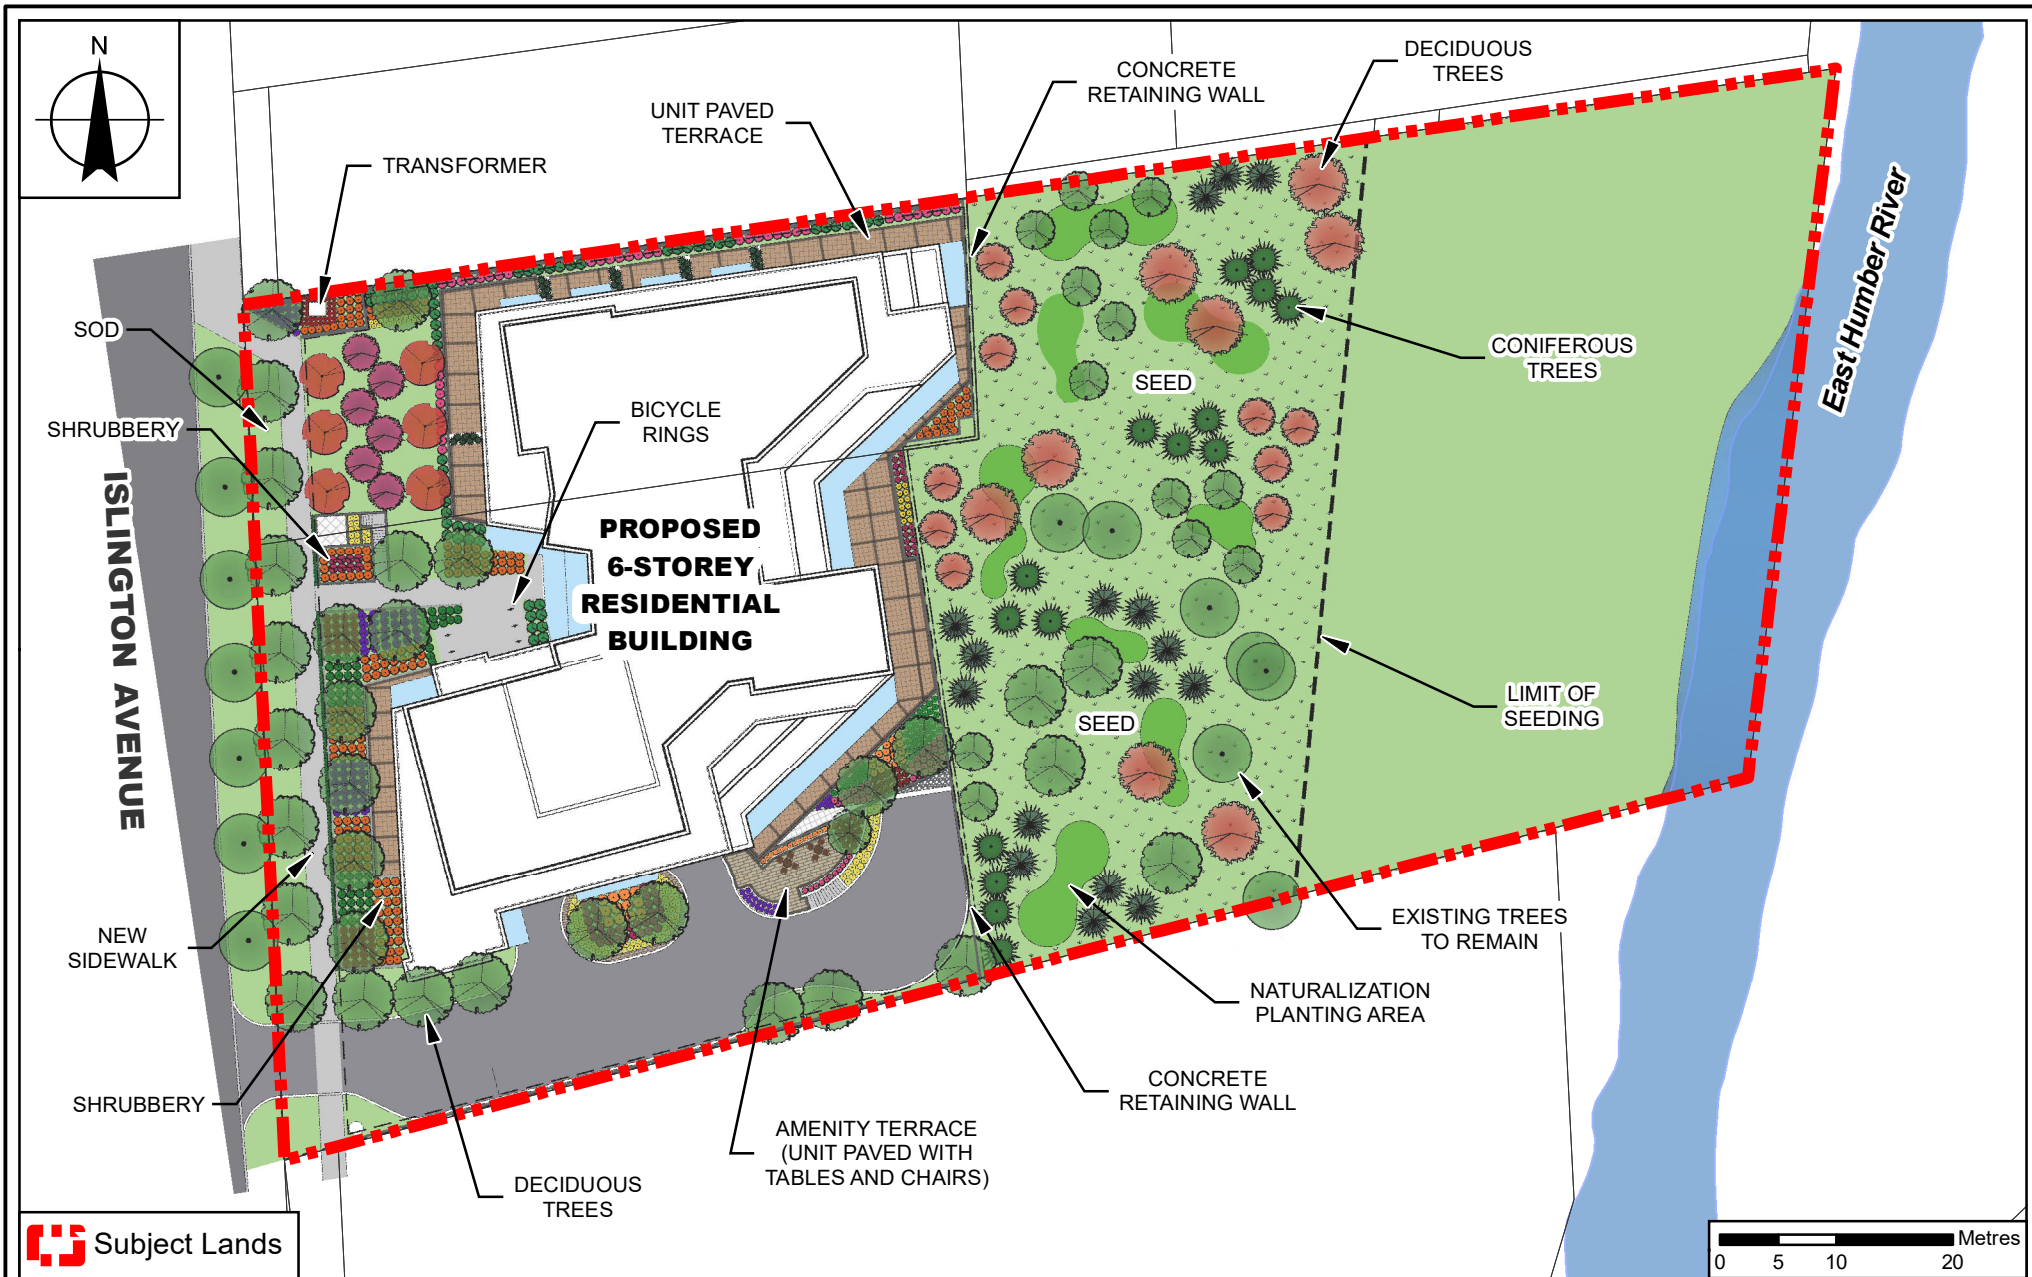 N
DECIDUOUS
TREES
CONCRETE
RETAINING WALL
UNIT PAVED
TERRACE
TRANSFORMER
East Humber River
SOD
CONIFEROUS
TREES
SEED
SHRUBBERY
BICYCLE
RINGS
ISLINGTON AVENUE
PROPOSED
6-STOREY
RESIDENTIAL
BUILDING
LIMIT OF
SEEDING
SEED
NEW
SIDEWALK
EXISTING TREES
TO REMAIN
NATURALIZATION
PLANTING AREA
SHRUBBERY
CONCRETE
RETAINING WALL
AMENITY TERRACE
(UNIT PAVED WITH
TABLES AND CHAIRS)
DECIDUOUS
TREES
Subject Lands
Metres
0 5 10 20